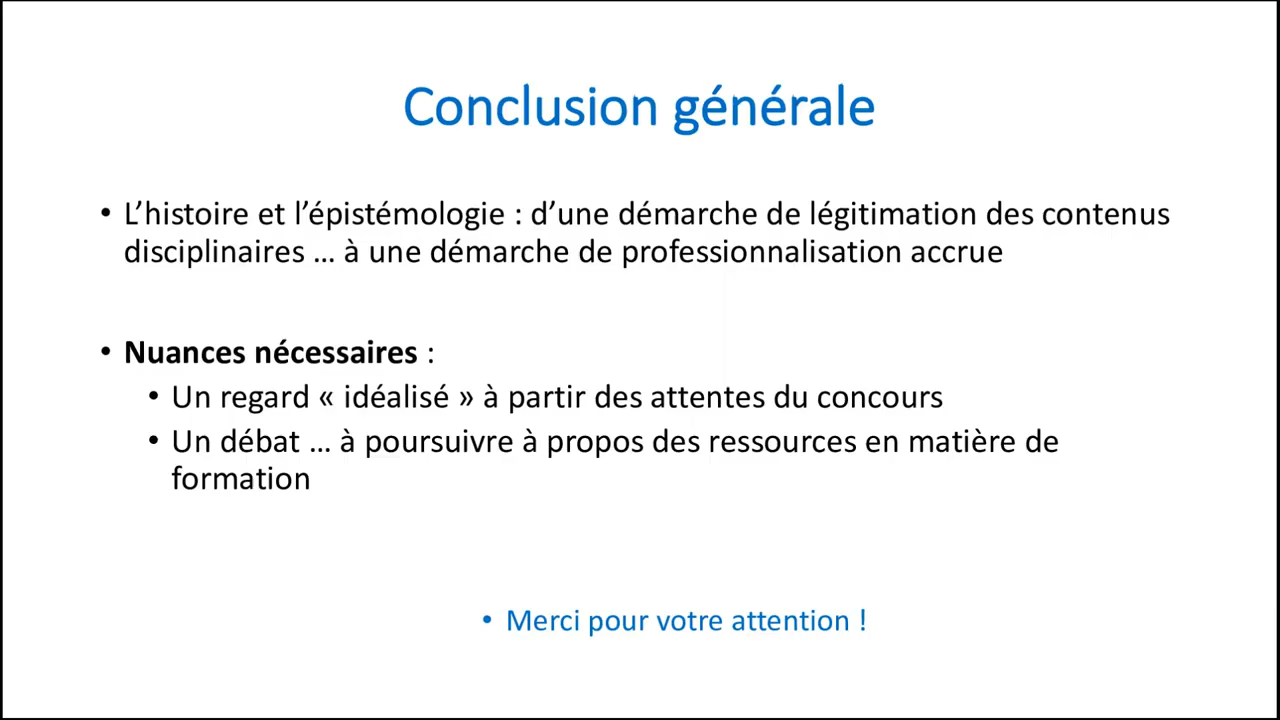 Conclusion générale
• L’histoire et l’épistémologie : d’une démarche de légitimation des contenus
disciplinaires … à une démarche de professionnalisation accrue
• Nuances nécessaires :
• Un regard « idéalisé » à partir des attentes du concours
• Un débat … à poursuivre à propos des ressources en matière de
formation
• Merci pour votre attention !